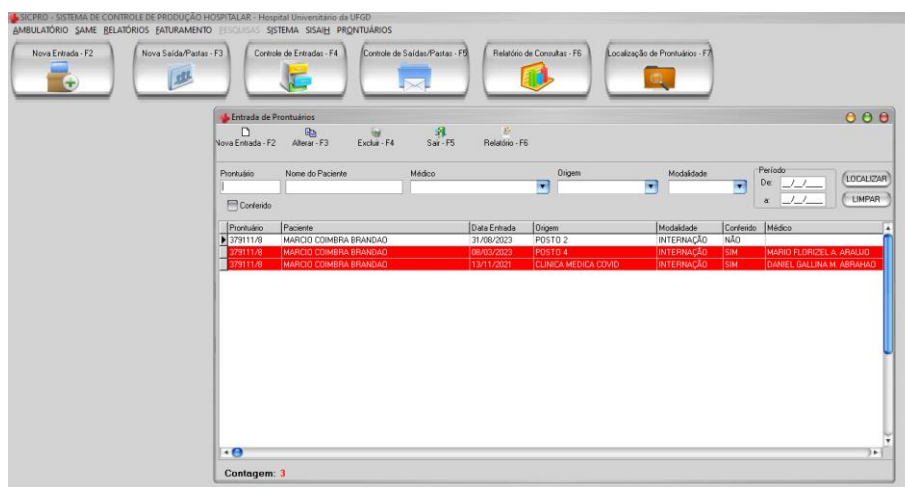 SICPRO - SISTEMA DE CONTROLE DE PRODUÇÃO HOSPITALAR - Hospital Universitário da UFGD
AMBULATÓRIO SAME RELATÓRIOS FATURAMENTO PESQUISAS SISTEMA SISAIH PRONTUÁRIOS
Nova Entrada - F2 Nova Saída/Pastas - F3 Controle de Entradas - F4 Controle de Saídas/Pastas - F5 Relatório de Consultas - F6 Localização de Prontuários - F7
Entrada de Prontuários
Nova Entrada - F2 Alterar - F3 Excluir - F4 Sair - F5 Relatório - F6
Prontuário Nome do Paciente Médico Origem Modalidade Período
De: __/__/____ LOCALIZAR
a: __/__/____ LIMPAR
Conferido
Prontuário Paciente Data Entrada Origem Modalidade Conferido Médico
379111/8 MARCIO COIMBRA BRANDAO 31/08/2023 POSTO 2 INTERNAÇÃO NÃO
379111/8 MARCIO COIMBRA BRANDAO 08/03/2023 POSTO 4 INTERNAÇÃO SIM MARIO FLORIZEL A. ARAUJO
379111/8 MARCIO COIMBRA BRANDAO 13/11/2021 CLINICA MEDICA COVID INTERNAÇÃO SIM DANIEL GALLINA M. ABRAHAO
Contagem: 3